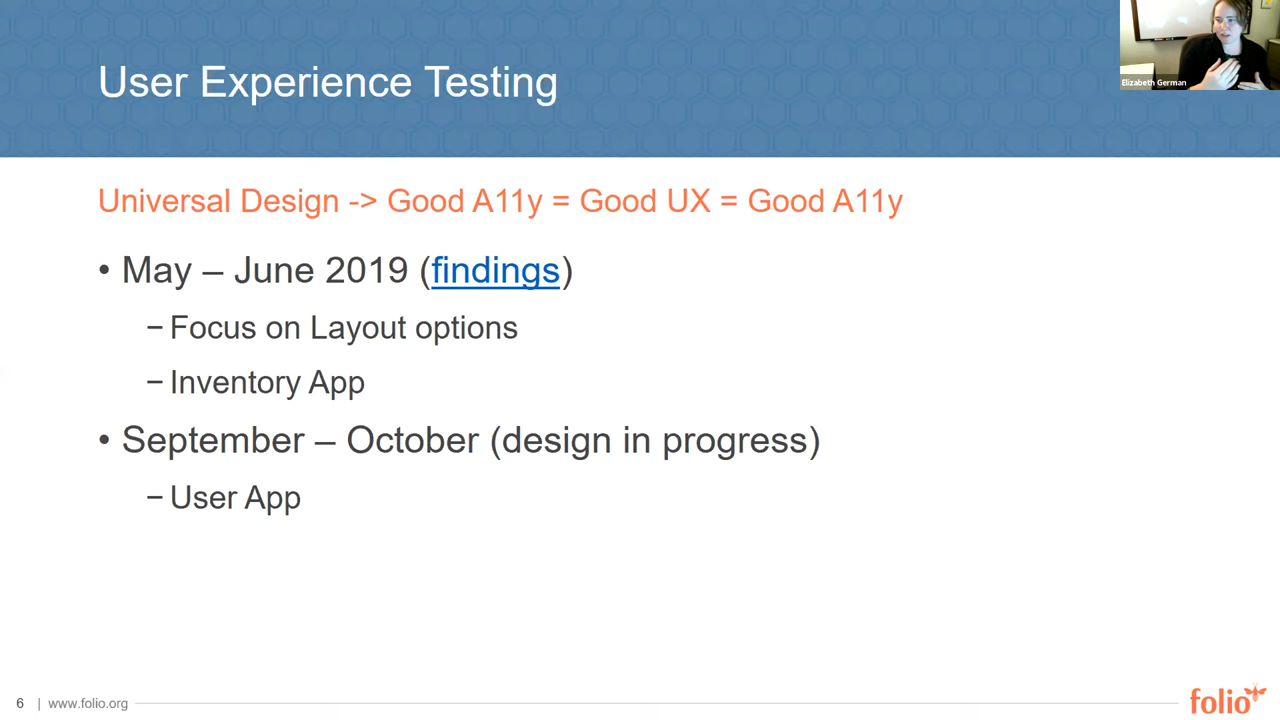 User Experience Testing
Elizabeth German
Universal Design -> Good A11y = Good UX = Good A11y
• May – June 2019 (findings)
– Focus on Layout options
– Inventory App
• September – October (design in progress)
– User App
6 | www.folio.org
folio